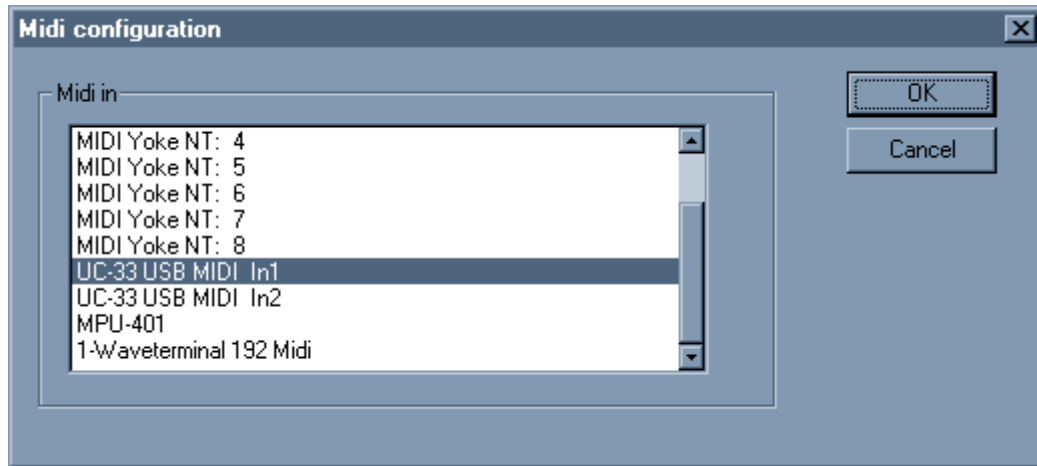 Midi configuration
Midi in
OK
MIDI Yoke NT:  4
MIDI Yoke NT:  5
Cancel
MIDI Yoke NT:  6
MIDI Yoke NT:  7
MIDI Yoke NT:  8
UC-33 USB MIDI  In1
UC-33 USB MIDI  In2
MPU-401
1-Waveterminal 192 Midi